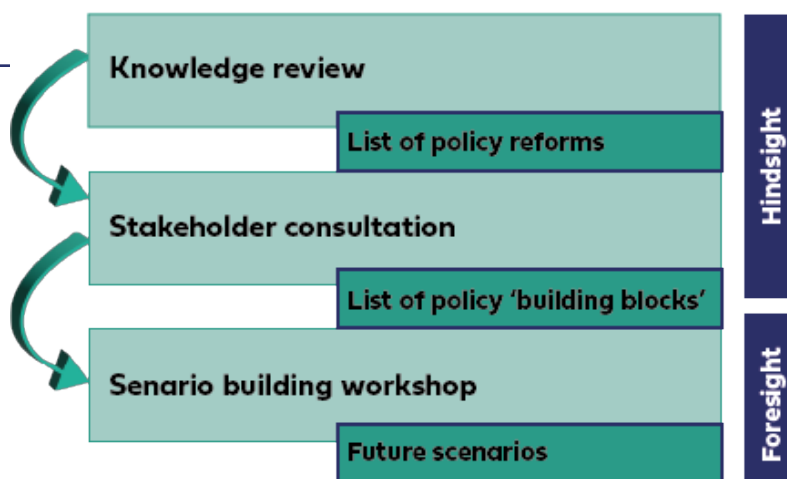 Knowledge review
List of policy reforms
Stakeholder consultation
List of policy ‘building blocks’
Senario building workshop
Future scenarios
Hindsight
Foresight